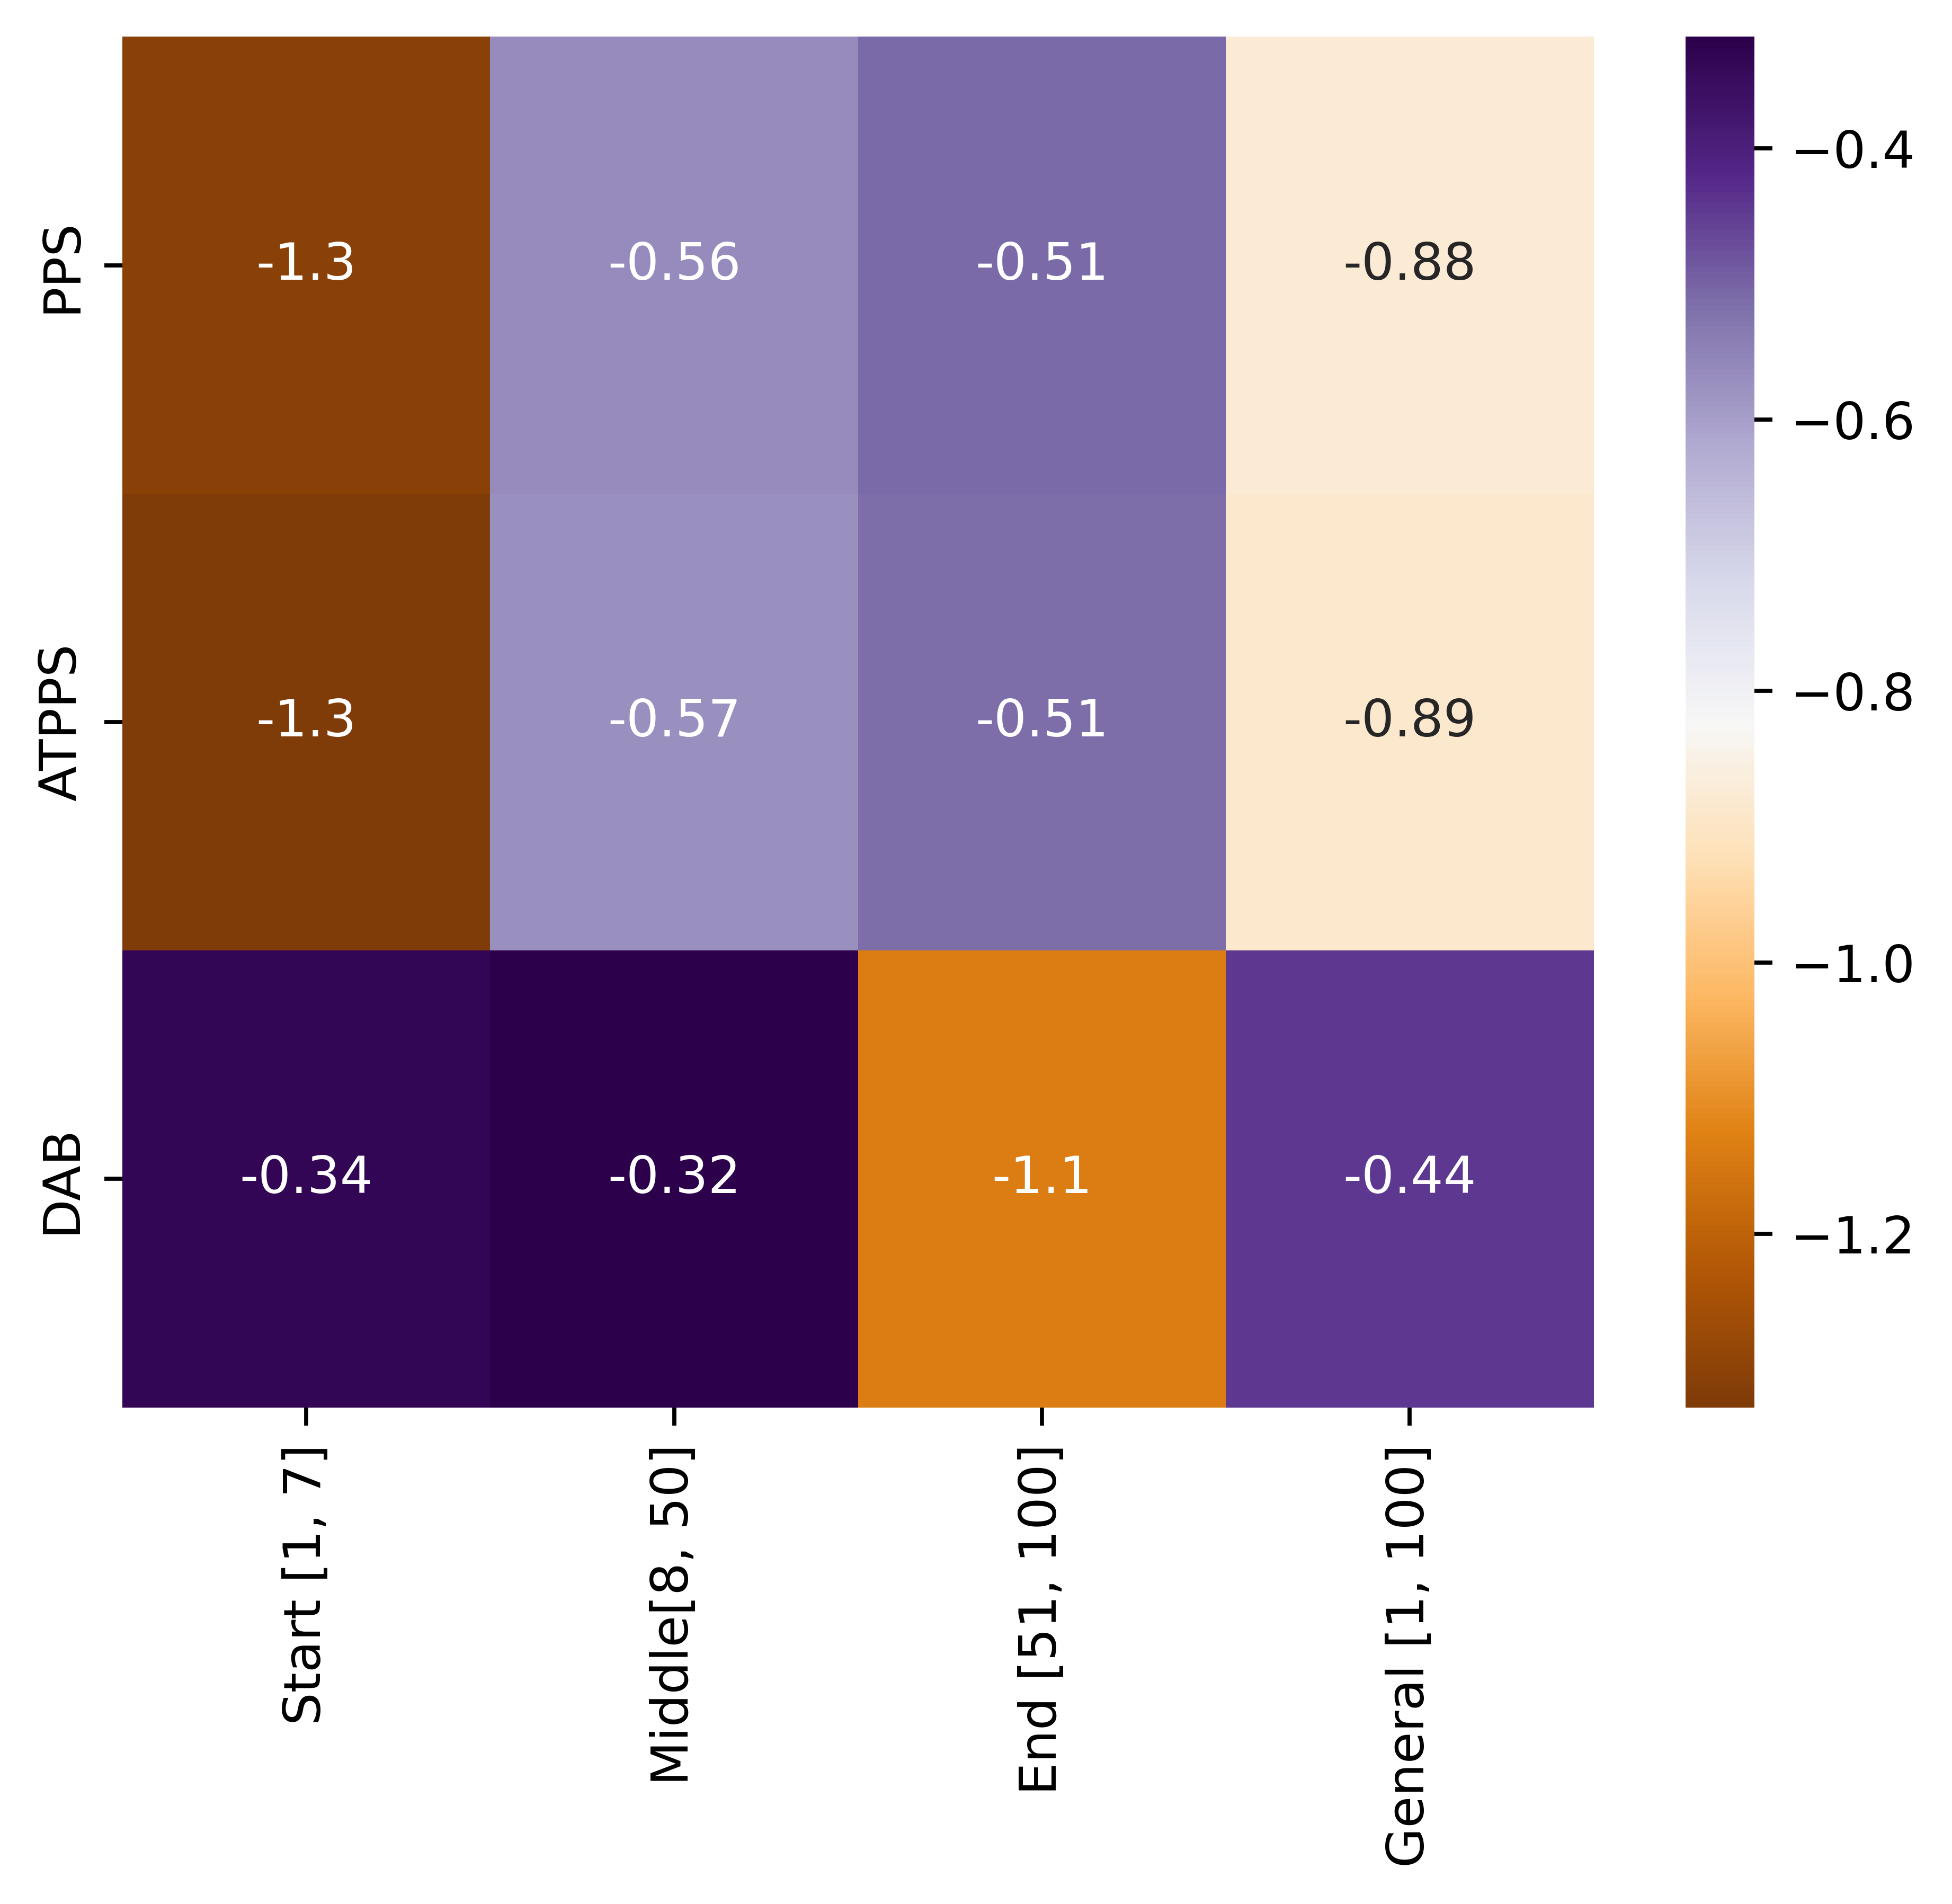 PPS
-1.3 -0.56 -0.51 -0.88
ATPPS
-1.3 -0.57 -0.51 -0.89
DAB
-0.34 -0.32 -1.1 -0.44
Start [1, 7]
Middle[8, 50]
End [51, 100]
General [1, 100]
−0.4
−0.6
−0.8
−1.0
−1.2